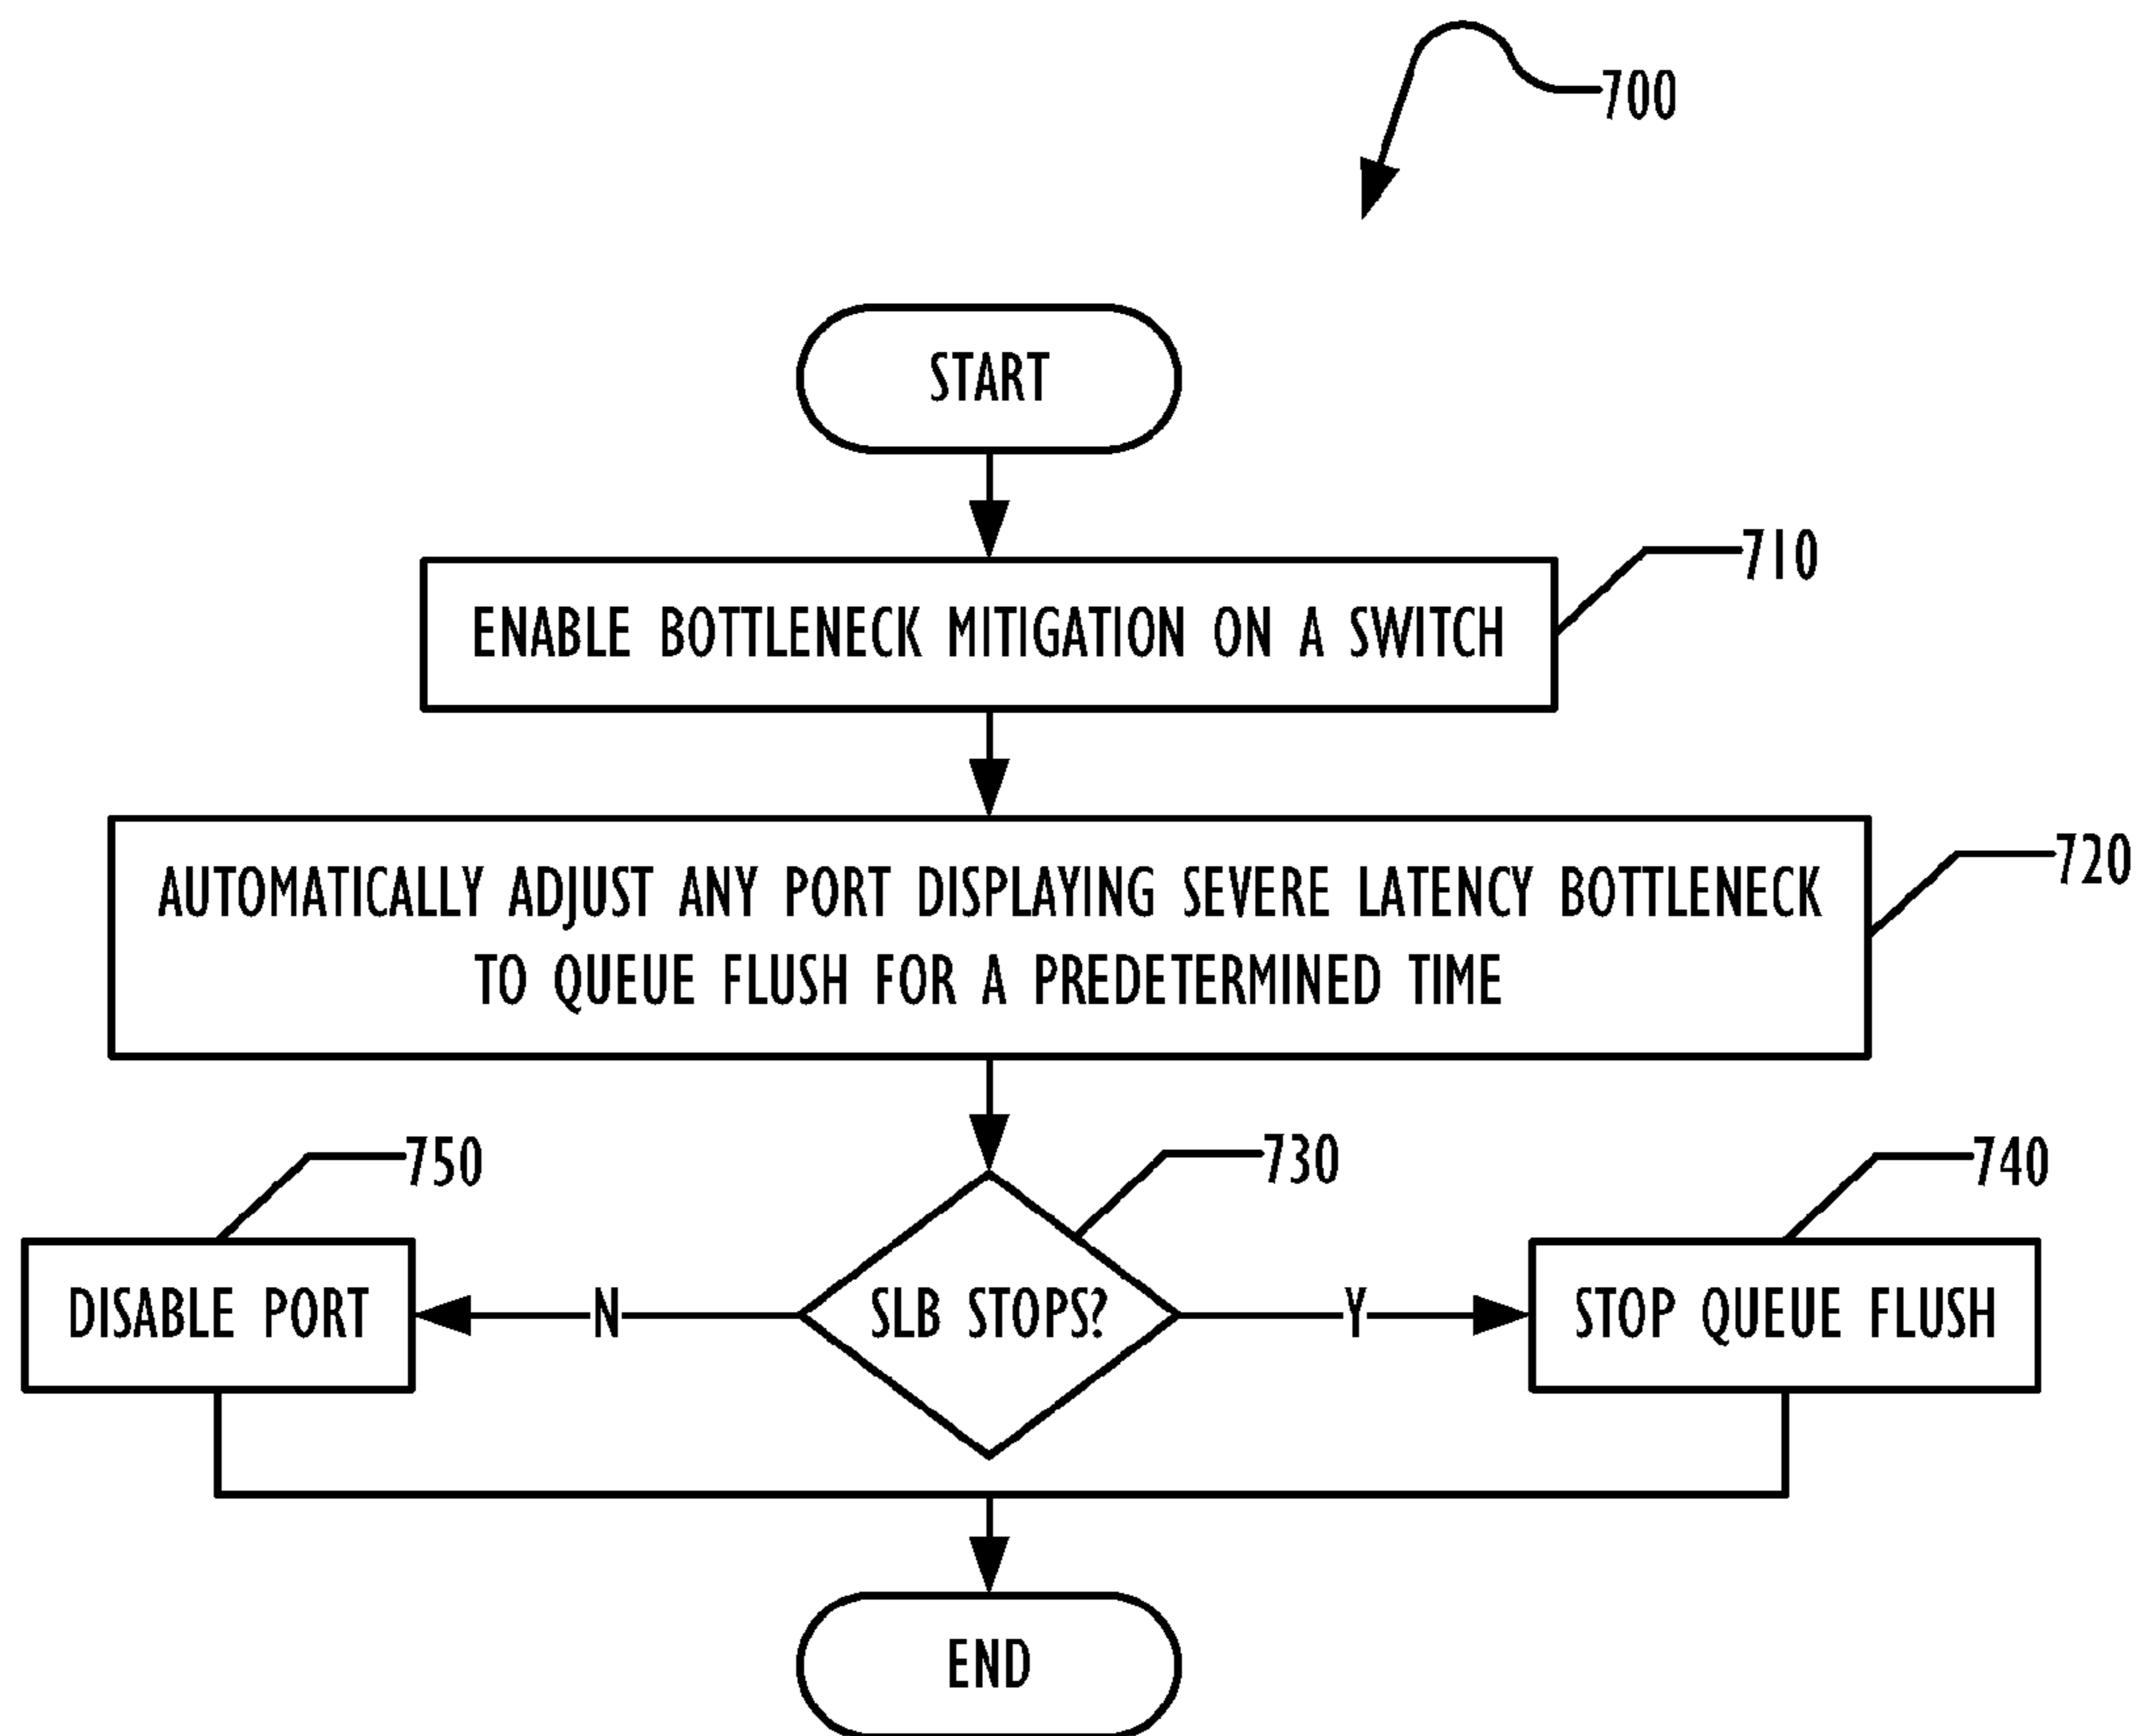 700
START
710
ENABLE BOTTLENECK MITIGATION ON A SWITCH
720
AUTOMATICALLY ADJUST ANY PORT DISPLAYING SEVERE LATENCY BOTTLENECK
TO QUEUE FLUSH FOR A PREDETERMINED TIME
750
730
740
DISABLE PORT
N
SLB STOPS?
Y
STOP QUEUE FLUSH
END